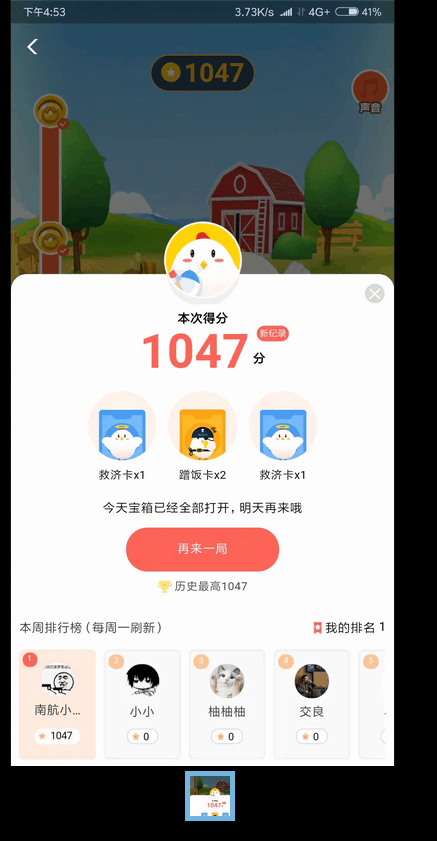 下午4:53
3.73K/s 4G+ 41%
1047
声音
本次得分
1047分
新纪录
救济卡x1
蹭饭卡x2
救济卡x1
今天宝箱已经全部打开，明天再来哦
再来一局
历史最高1047
本周排行榜（每周一刷新）
我的排名 1
1
2
3
4
5
南航小...
小小
柚柚柚
交良
1047
0
0
0